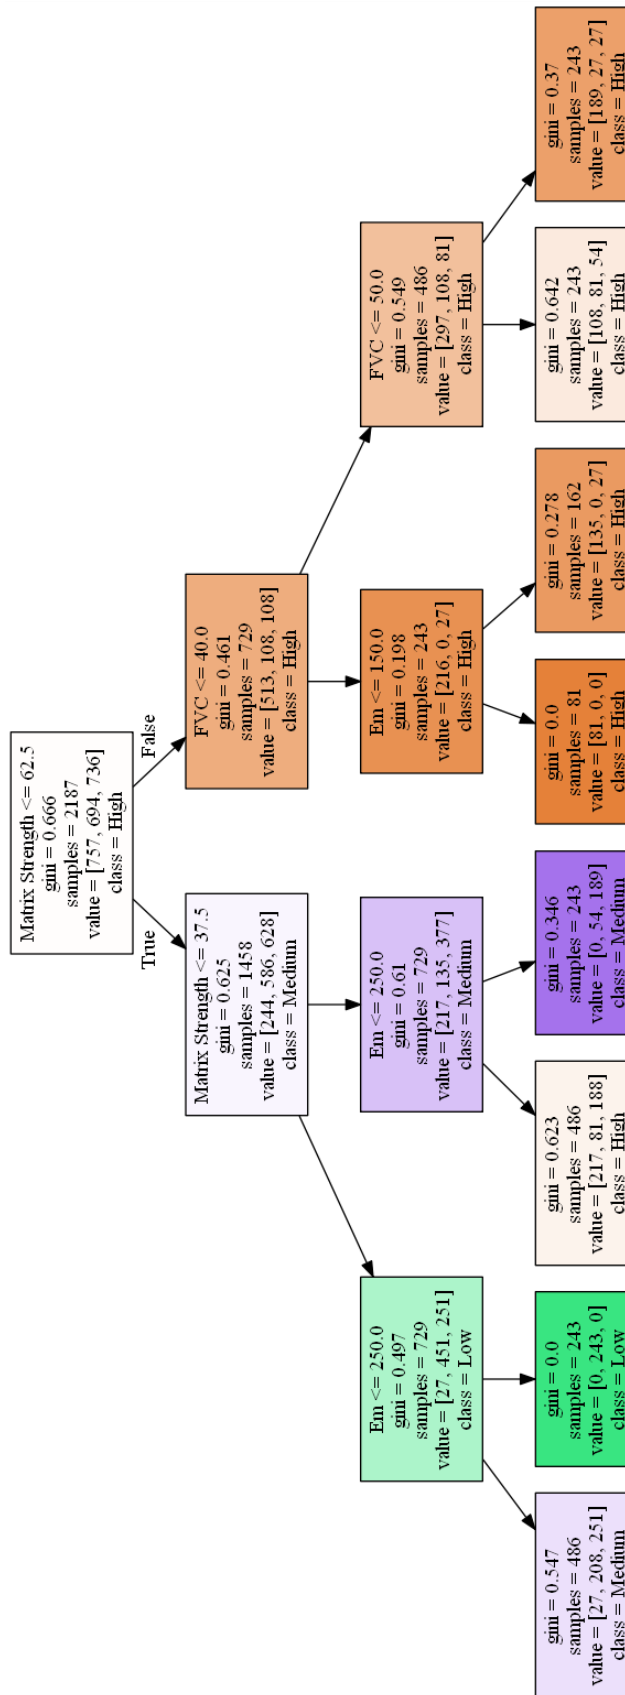 Matrix Strength <= 62.5
gini = 0.666
samples = 2187
value = [757, 694, 736]
class = High
True
False
Matrix Strength <= 37.5
gini = 0.625
samples = 1458
value = [244, 586, 628]
class = Medium
FVC <= 40.0
gini = 0.461
samples = 729
value = [513, 108, 108]
class = High
Em <= 250.0
gini = 0.497
samples = 729
value = [27, 451, 251]
class = Low
Em <= 250.0
gini = 0.61
samples = 729
value = [217, 135, 377]
class = Medium
Em <= 150.0
gini = 0.198
samples = 243
value = [216, 0, 27]
class = High
FVC <= 50.0
gini = 0.549
samples = 486
value = [297, 108, 81]
class = High
gini = 0.547
samples = 486
value = [27, 208, 251]
class = Medium
gini = 0.0
samples = 243
value = [0, 243, 0]
class = Low
gini = 0.623
samples = 486
value = [217, 81, 188]
class = High
gini = 0.346
samples = 243
value = [0, 54, 189]
class = Medium
gini = 0.0
samples = 81
value = [81, 0, 0]
class = High
gini = 0.278
samples = 162
value = [135, 0, 27]
class = High
gini = 0.642
samples = 243
value = [108, 81, 54]
class = High
gini = 0.37
samples = 243
value = [189, 27, 27]
class = High